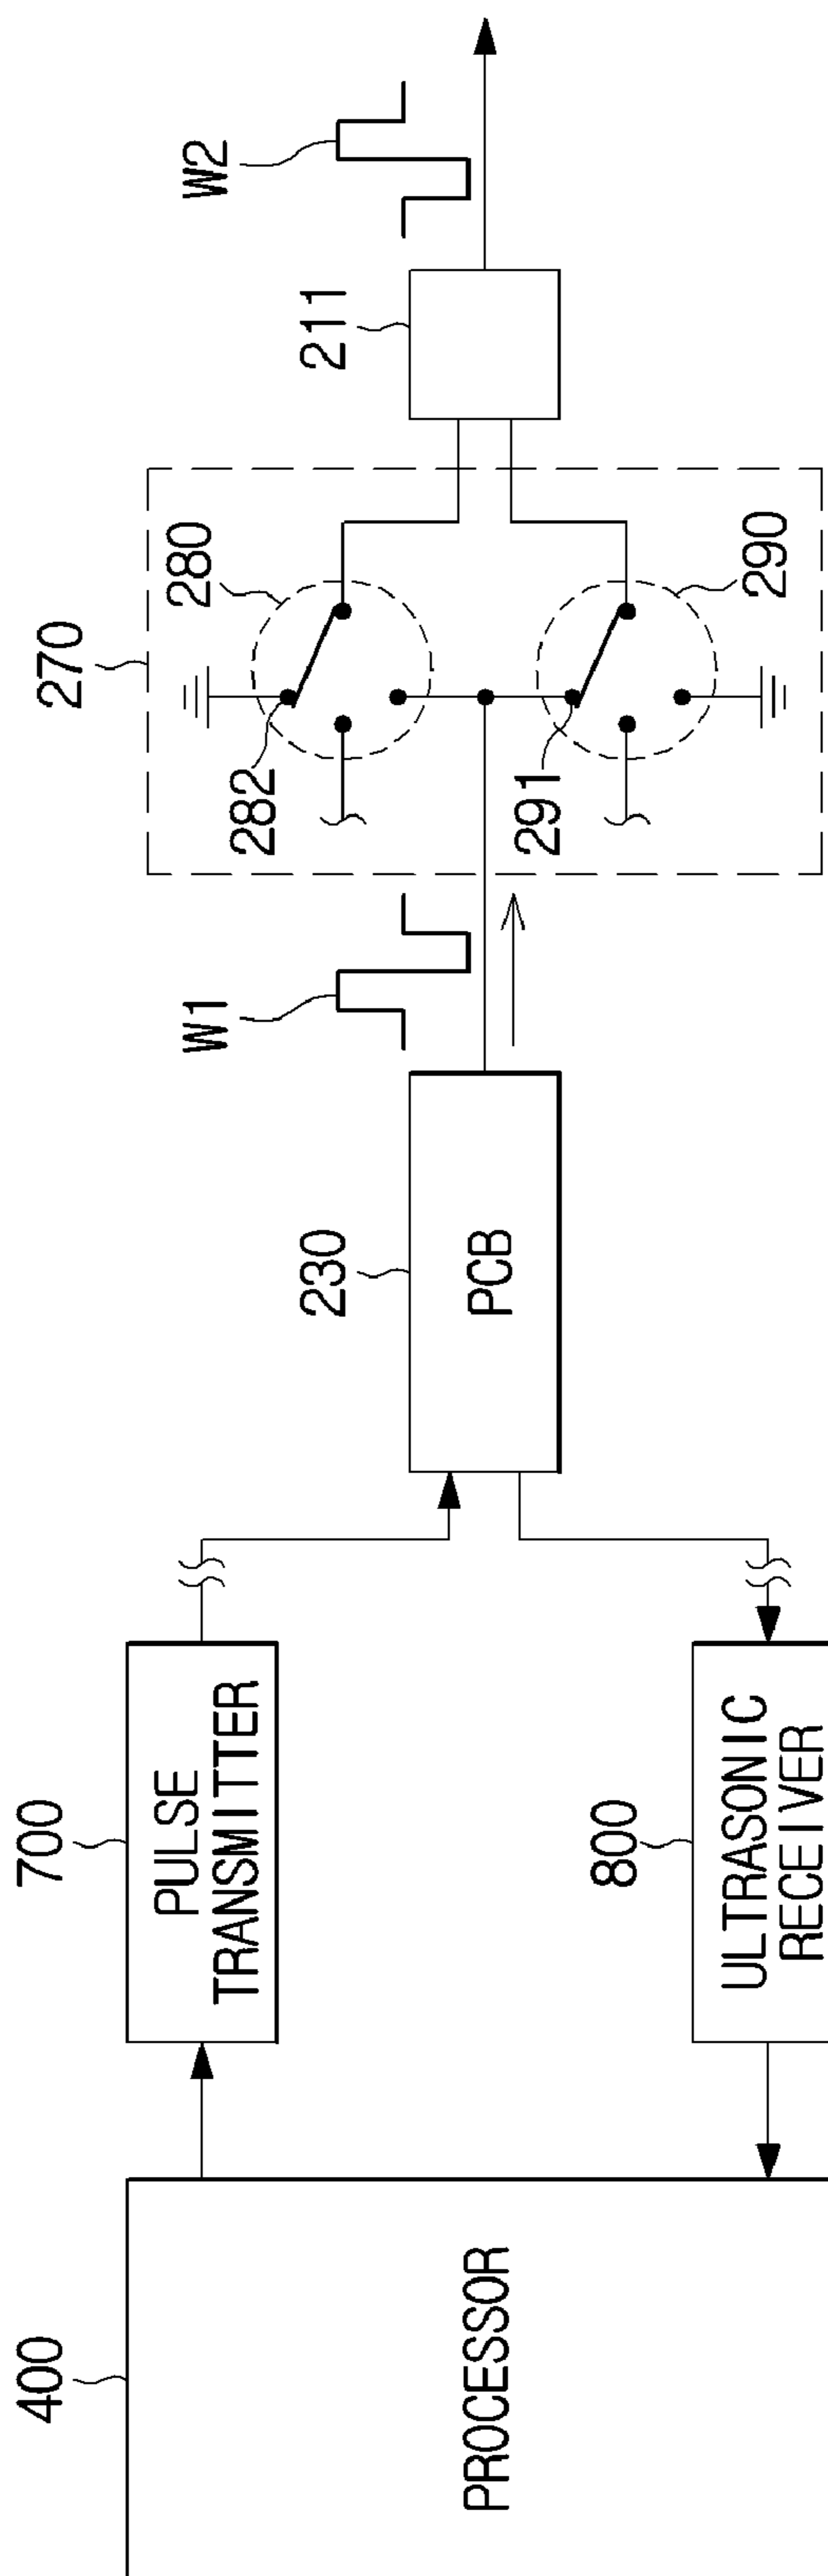 400
PROCESSOR
700
PULSE
TRANSMITTER
800
ULTRASONIC
RECEIVER
230
PCB
W1
270
280
282
290
291
211
W2